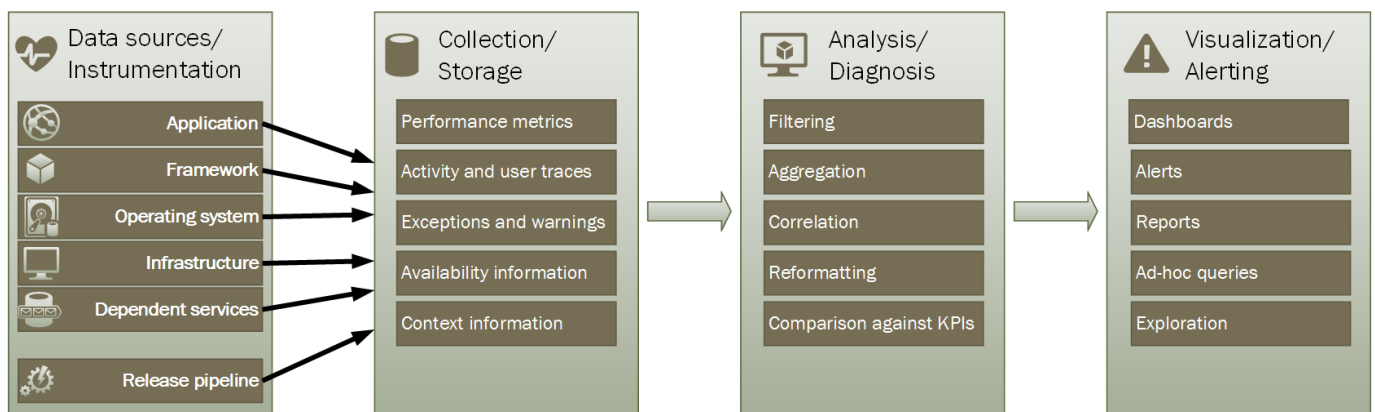 Data sources/
Instrumentation
Application
Framework
Operating system
Infrastructure
Dependent services
Release pipeline
Collection/
Storage
Performance metrics
Activity and user traces
Exceptions and warnings
Availability information
Context information
Analysis/
Diagnosis
Filtering
Aggregation
Correlation
Reformatting
Comparison against KPIs
Visualization/
Alerting
Dashboards
Alerts
Reports
Ad-hoc queries
Exploration